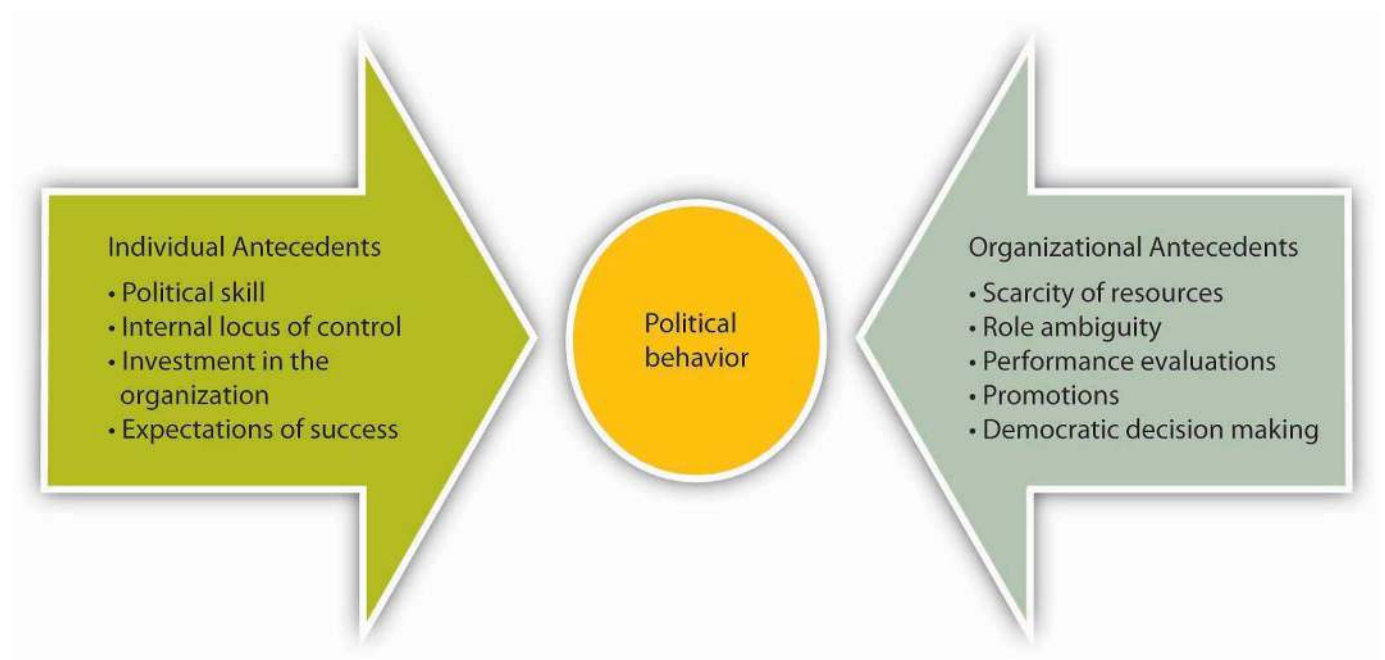 Individual Antecedents
• Political skill
• Internal locus of control
• Investment in the
organization
• Expectations of success
Political
behavior
Organizational Antecedents
• Scarcity of resources
• Role ambiguity
• Performance evaluations
• Promotions
• Democratic decision making